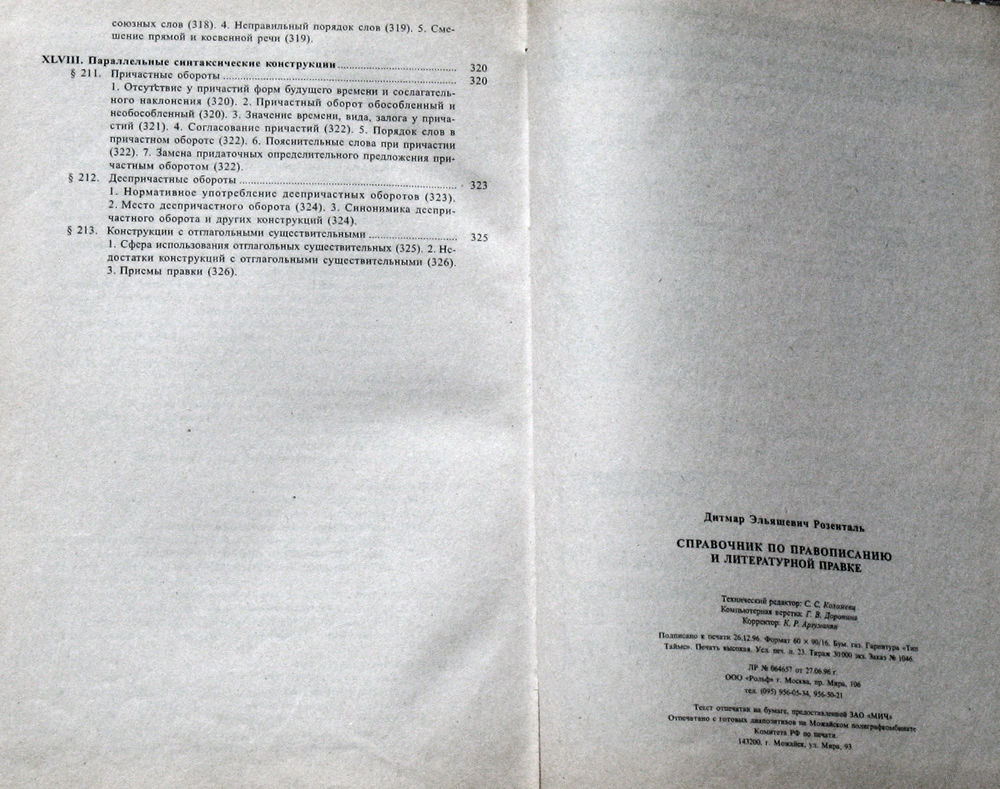 союзных слов (318). 4. Неправильный порядок слов (319). 5. Сме-
шение прямой и косвенной речи (319).
XLVIII. Параллельные синтаксические конструкции 320
§ 211. Причастные обороты 320
1. Отсутствие у причастий форм будущего времени и сослагатель-
ного наклонения (320). 2. Причастный оборот обособленный и
необособленный (320). 3. Значение времени, вида, залога у прича-
стий (321). 4. Согласование причастий (322). 5. Порядок слов в
причастном обороте (322). 6. Пояснительные слова при причастии
(322). 7. Замена придаточных определительного предложения при-
частным оборотом (322).
§ 212. Деепричастные обороты 323
1. Нормативное употребление деепричастных оборотов (323).
2. Место деепричастного оборота (324). 3. Синонимика деепри-
частного оборота и других конструкций (324).
§ 213. Конструкции с отглагольными существительными 325
1. Сфера использования отглагольных существительных (325). 2. Не-
достатки конструкций с отглагольными существительными (326).
3. Приемы правки (326).
Дитмар Эльяшевич Розенталь
СПРАВОЧНИК ПО ПРАВОПИСАНИЮ
И ЛИТЕРАТУРНОЙ ПРАВКЕ
Технический редактор: С. С. Коломеец
Компьютерная верстка: Г. В. Доронина
Корректор: К. Р.
Подписано к печати 26.12.96. Формат 60 × 90/16. Бум. газ. Гарнитура «Тип
Таймс». Печать высокая. Усл. печ. л. 23. Тираж 30 000 экз. Заказ № 1046.
ЛР № 064657 от 27.06.96 г.
ООО «Рольф» г. Москва, пр. Мира, 106
тел. (095) 956-05-34, 956-50-21
Текст отпечатан на бумаге, предоставленной ЗАО «МИЧ»
Отпечатано с готовых диапозитивов на Можайском полиграфкомбинате
Комитета РФ по печати.
143200, г. Можайск, ул. Мира, 93